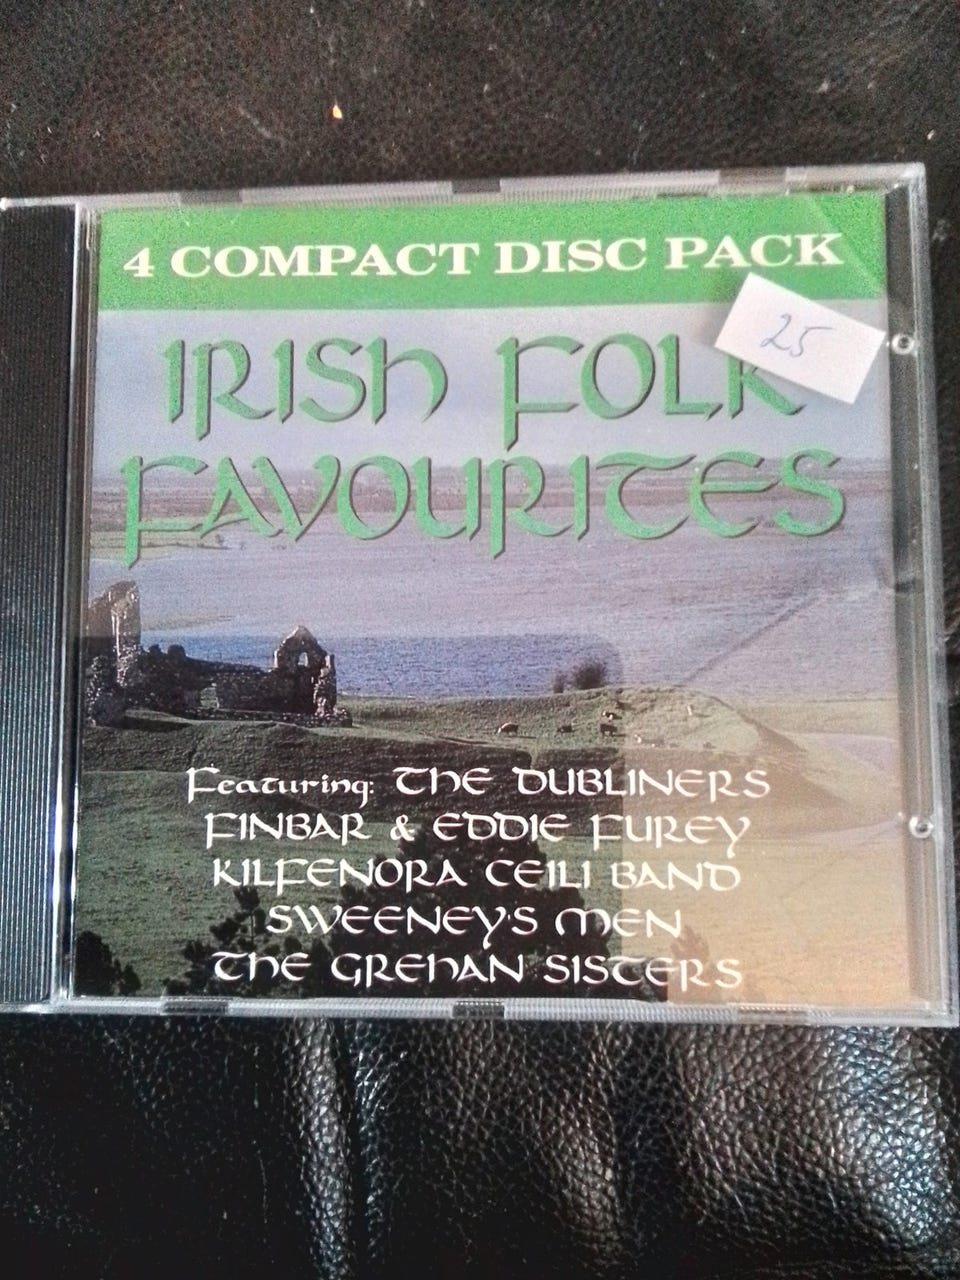 4 COMPACT DISC PACK
25
IRISH FOLK
FAVOURITES
Featuring: THE DUBLINERS
FINBAR & EDDIE FUREY
KILFENORA CEILI BAND
SWEENEY'S MEN
THE GREHAN SISTERS